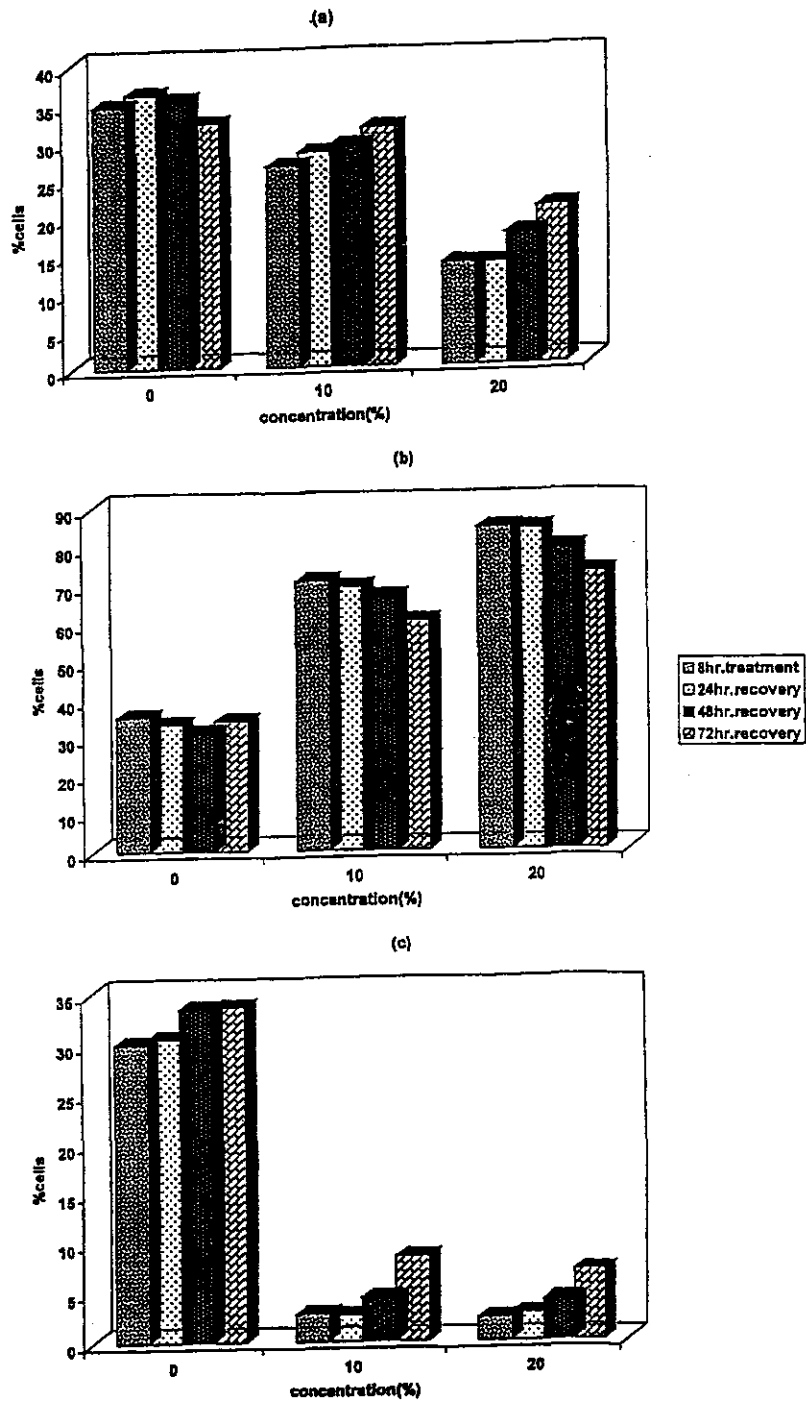 .(a)
40
35
30
25
20
15
10
5
0
%cells
0 10 20
concentration(%)
(b)
90
80
70
60
50
40
30
20
10
0
%cells
0 10 20
concentration(%)
8hr.treatment
24hr.recovery
48hr.recovery
72hr.recovery
(c)
35
30
25
20
15
10
5
0
%cells
0 10 20
concentration(%)